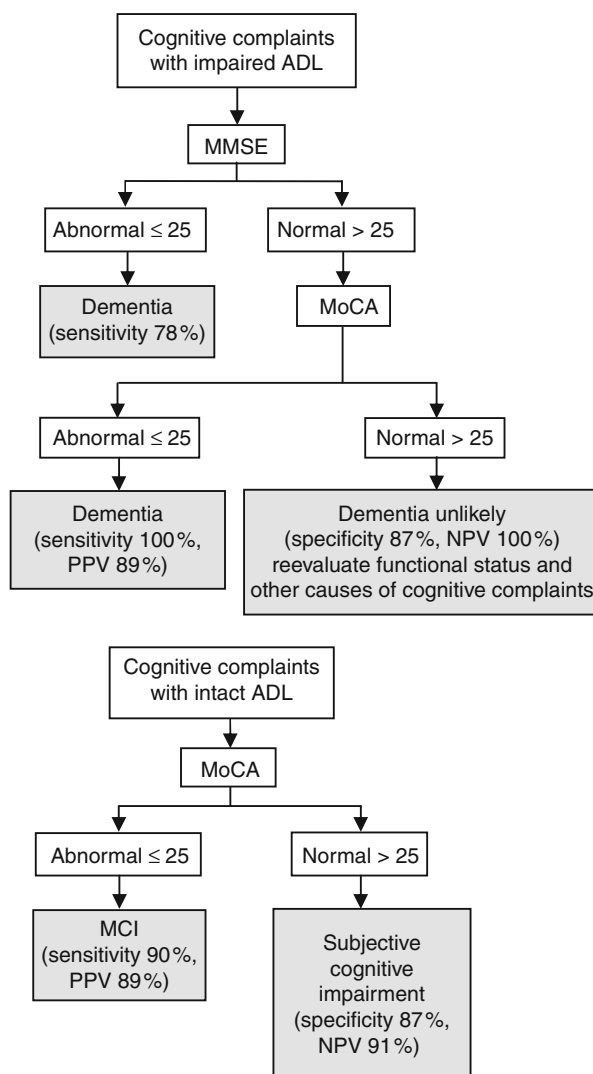 Cognitive complaints
with impaired ADL
MMSE
Abnormal ≤ 25
Normal > 25
Dementia
(sensitivity 78%)
MoCA
Abnormal ≤25
Normal > 25
Dementia
(sensitivity 100%,
PPV 89%)
Dementia unlikely
(specificity 87%, NPV 100%)
reevaluate functional status and
other causes of cognitive complaints
Cognitive complaints
with intact ADL
MoCA
Abnormal ≤ 25
Normal > 25
MCI
(sensitivity 90%,
PPV 89%)
Subjective
cognitive
impairment
(specificity 87%,
NPV 91%)